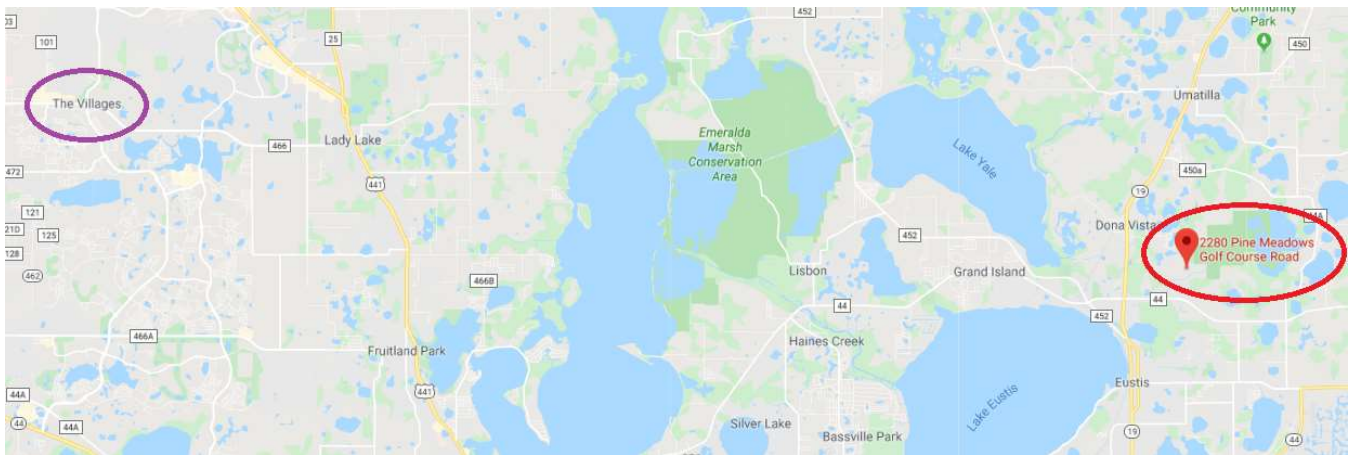 452
Community
Park
450
03
101
25
The Villages
Umatilla
466
Lady Lake
Emeralda
Marsh
Conservation
Area
Lake Yale
472
450a
441
19
121
44A
21D
125
Dona Vista
452
2280 Pine Meadows
Golf Course Road
128
462
Lisbon
Grand Island
466B
44
44
452
466A
Haines Creek
Fruitland Park
Eustis
441
44A
Lake Eustis
44
44A
Silver Lake
Bassville Park
19
44